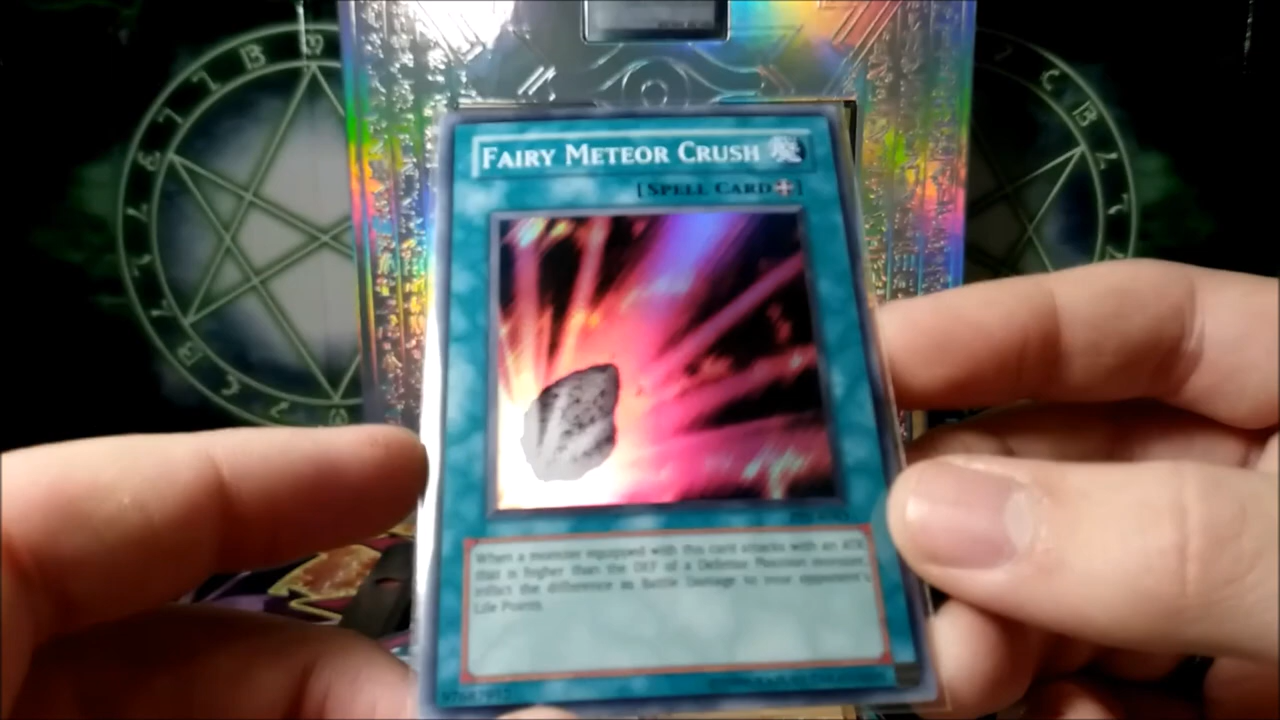 FAIRY METEOR CRUSH
[SPELL CARD]
When a monster equipped with this card attacks with an ATK
that is higher than the DEF of a Defense Position monster,
inflict the difference as Battle Damage to your opponent's
Life Points.